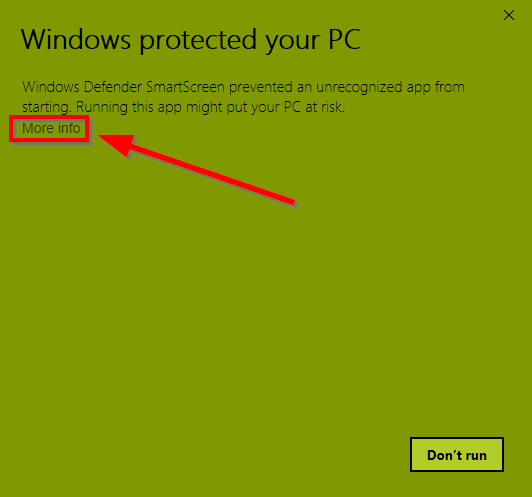 Windows protected your PC
Windows Defender SmartScreen prevented an unrecognized app from
starting. Running this app might put your PC at risk.
More info
Don't run